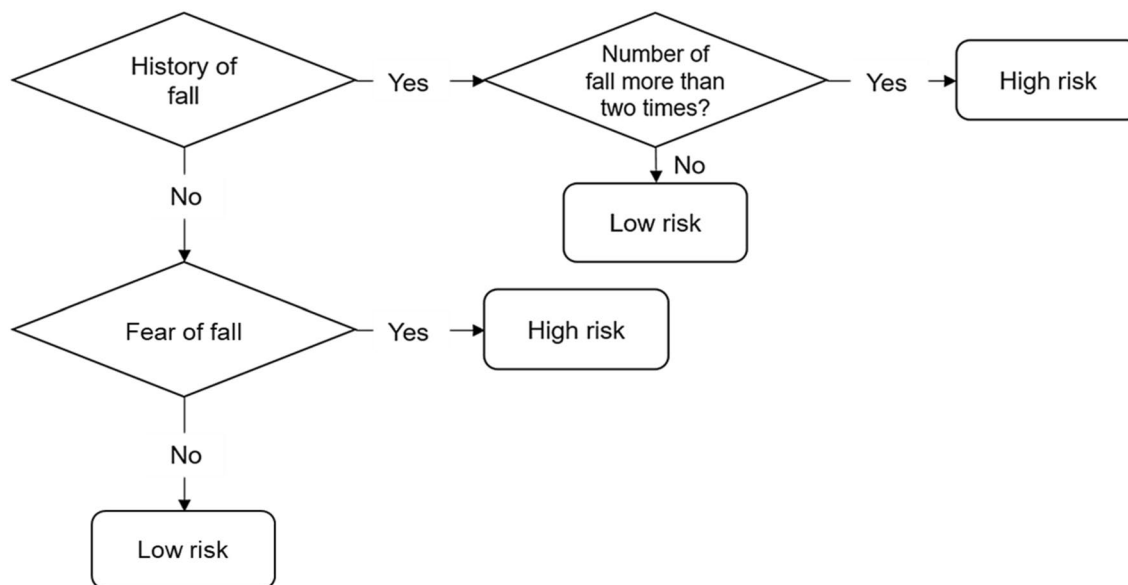 History of
fall
Yes
Number of
fall more than
two times?
Yes
High risk
No
Low risk
No
Fear of fall
Yes
High risk
No
Low risk